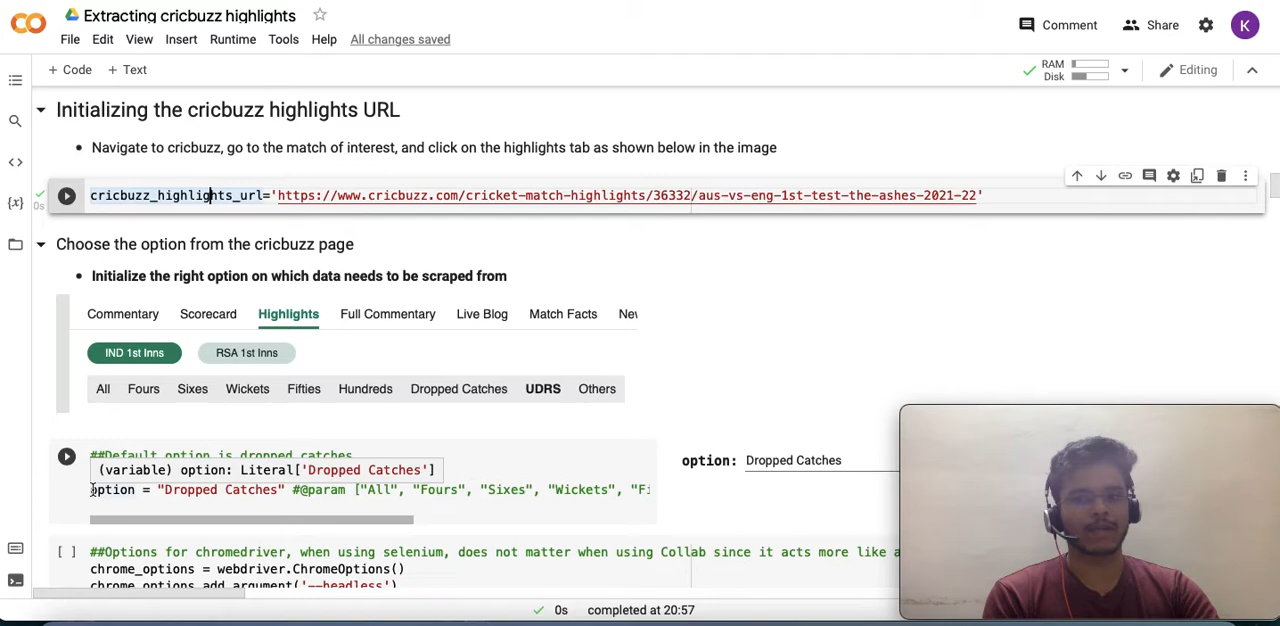 Extracting cricbuzz highlights
File Edit View Insert Runtime Tools Help All changes saved
Comment Share K
+ Code + Text
RAM
Disk
Editing
Initializing the cricbuzz highlights URL
• Navigate to cricbuzz, go to the match of interest, and click on the highlights tab as shown below in the image
0s
cricbuzz_highlights_url='https://www.cricbuzz.com/cricket-match-highlights/36332/aus-vs-eng-1st-test-the-ashes-2021-22'
Choose the option from the cricbuzz page
• Initialize the right option on which data needs to be scraped from
Commentary Scorecard Highlights Full Commentary Live Blog Match Facts Nev
IND 1st Inns RSA 1st Inns
All Fours Sixes Wickets Fifties Hundreds Dropped Catches UDRS Others
##Default option is dropped catches
(variable) option: Literal['Dropped Catches']
option = "Dropped Catches" #@param ["All", "Fours", "Sixes", "Wickets", "Fi
option: Dropped Catches
[ ] ##Options for chromedriver, when using selenium, does not matter when using Collab since it acts more like a
chrome_options = webdriver.ChromeOptions()
chrome_options.add_argument('--headless')
0s completed at 20:57